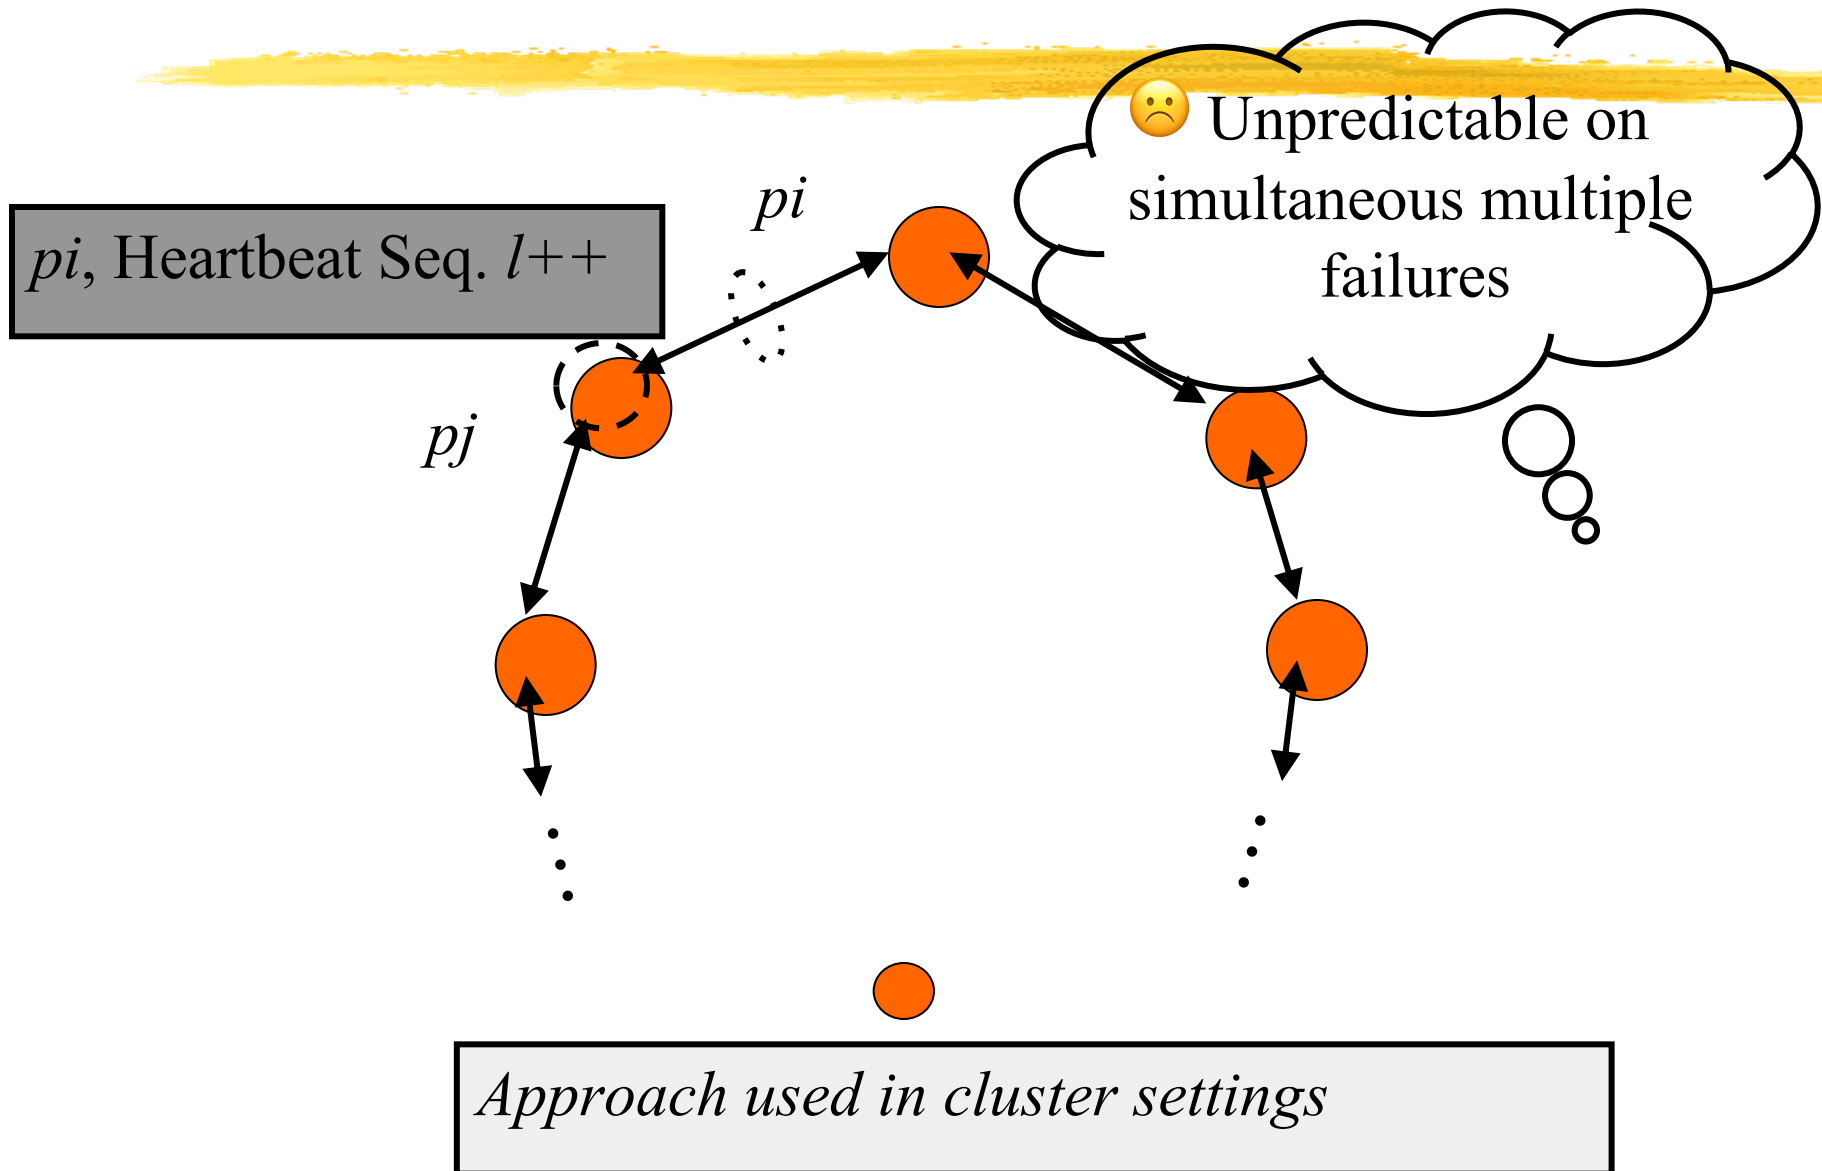 Unpredictable on
simultaneous multiple
failures
pi
pi, Heartbeat Seq. l++
pj
Approach used in cluster settings